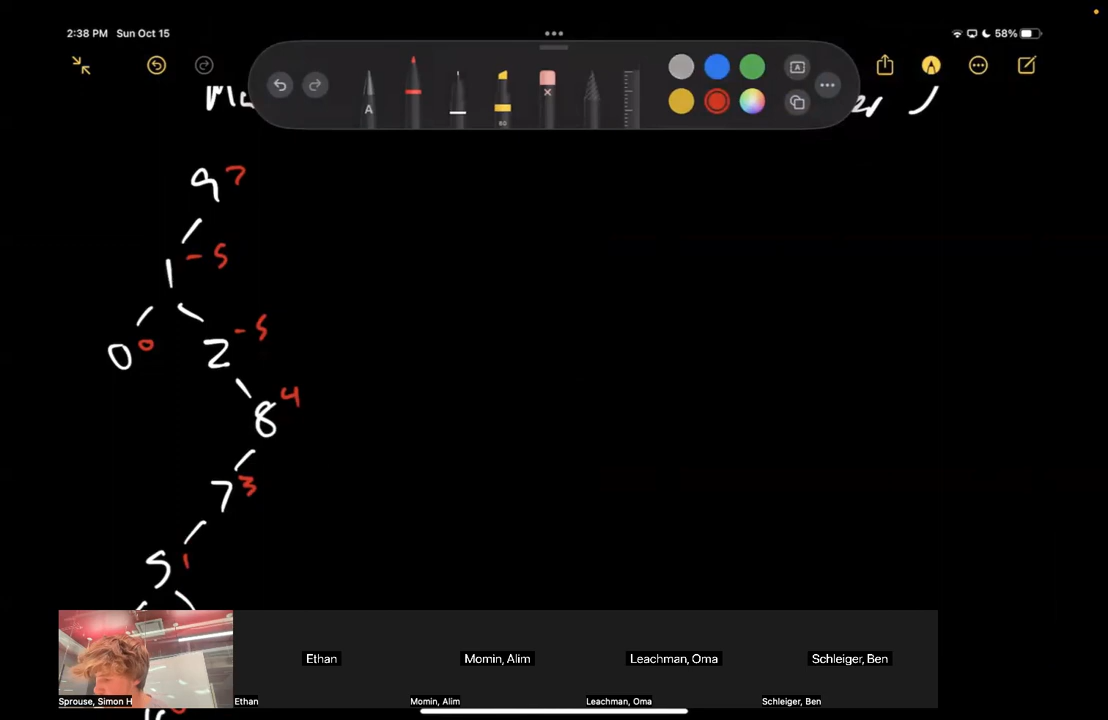 2:38 PM Sun Oct 15
58%
A
80
A
9 7
1 -5
0 0 2 -5
8 4
7 3
5 1
Ethan
Momin, Alim
Leachman, Oma
Schleiger, Ben
Sprouse, Simon H
Ethan
Momin, Alim
Leachman, Oma
Schleiger, Ben